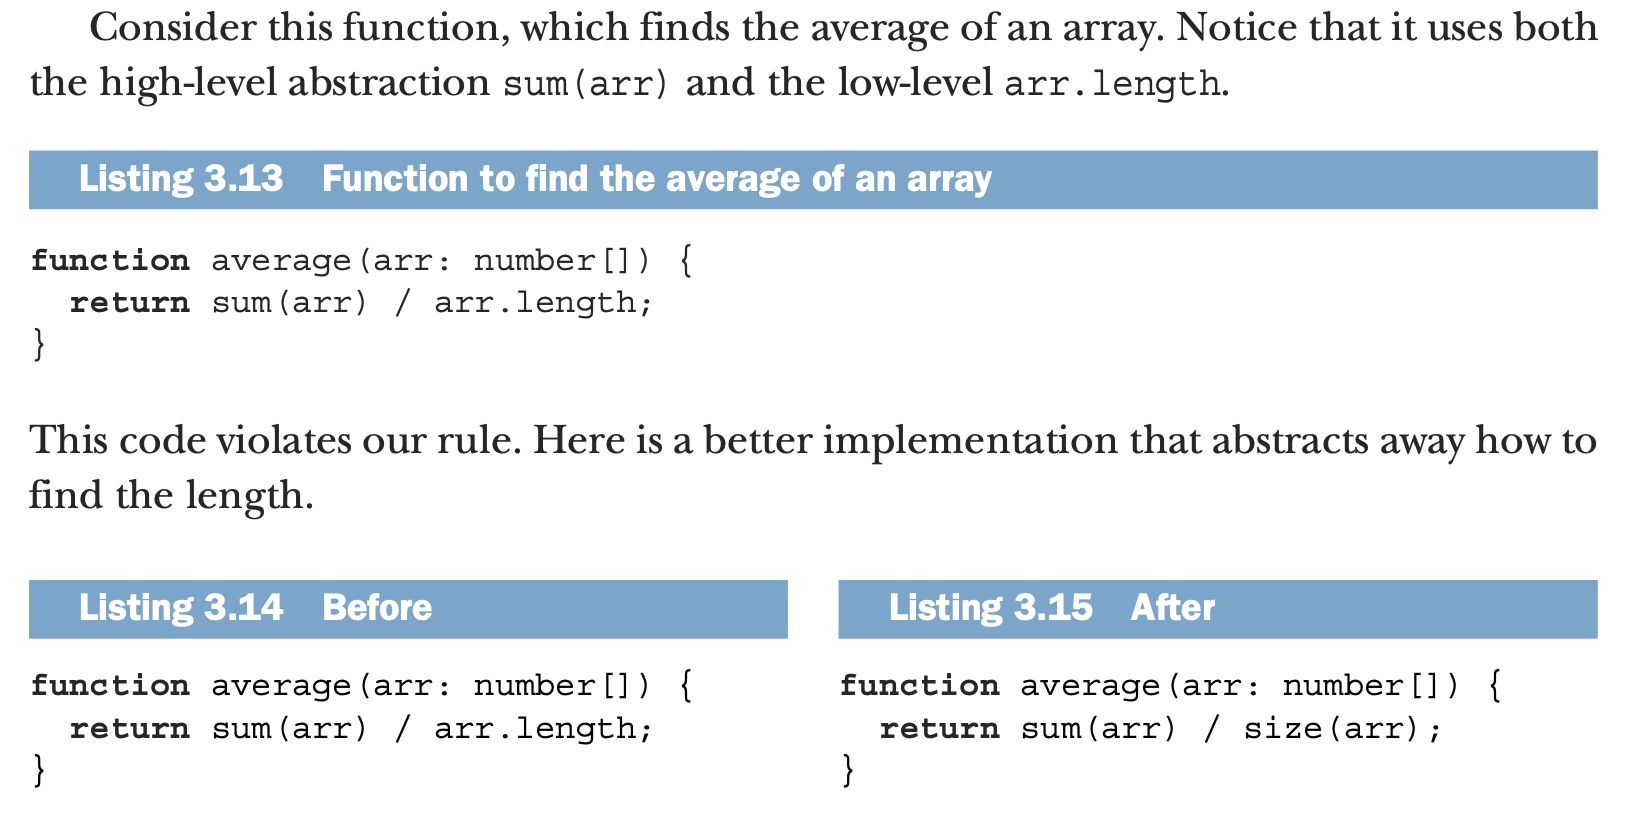 Consider this function, which finds the average of an array. Notice that it uses both
the high-level abstraction sum(arr) and the low-level arr.length.
Listing 3.13 Function to find the average of an array
function average(arr: number[]) {
  return sum(arr) / arr.length;
}
This code violates our rule. Here is a better implementation that abstracts away how to
find the length.
Listing 3.14 Before
function average(arr: number[]) {
  return sum(arr) / arr.length;
}
Listing 3.15 After
function average(arr: number[]) {
  return sum(arr) / size(arr);
}